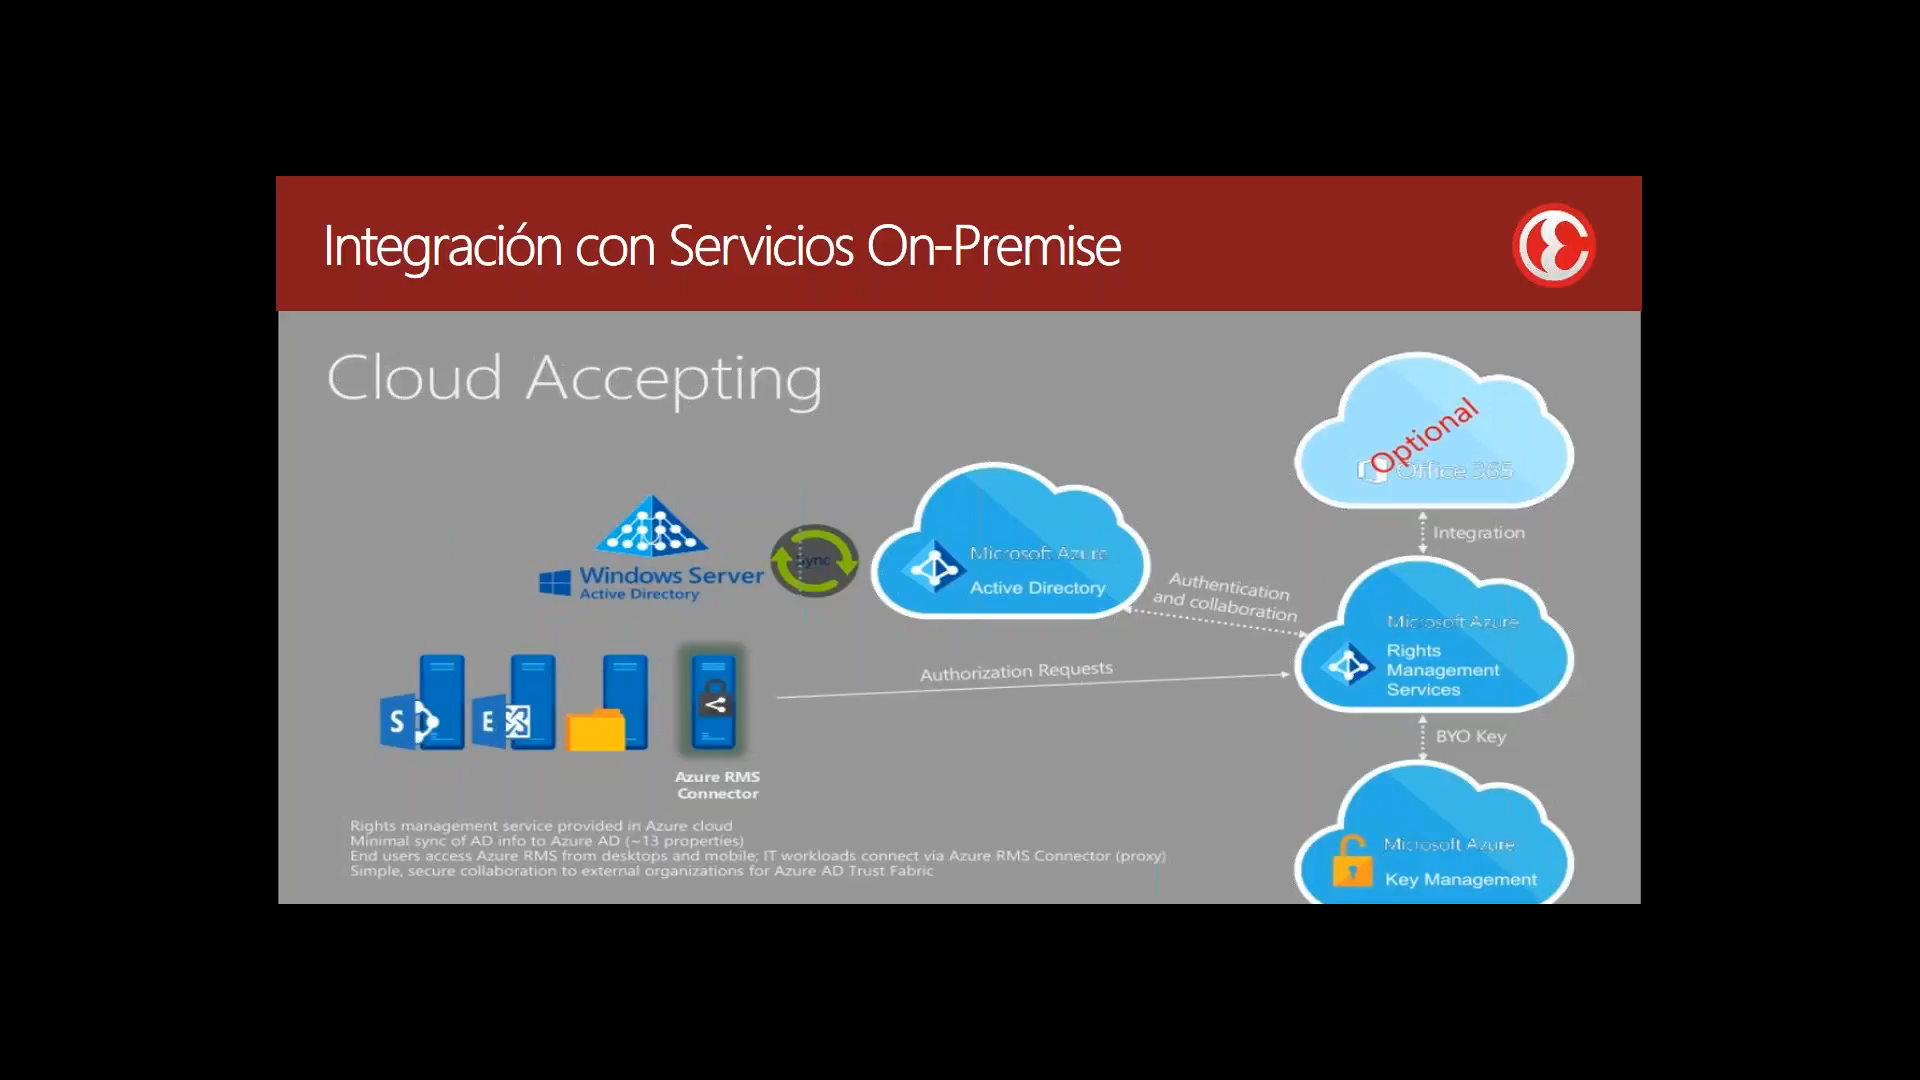 Integración con Servicios On-Premise
Cloud Accepting
Optional
Office 365
Integration
Windows Server
Active Directory
Sync
Microsoft Azure
Active Directory
Authentication
and collaboration
Microsoft Azure
Rights
Management
Services
Authorization Requests
S
E
BYO Key
Azure RMS
Connector
Microsoft Azure
Key Management
Rights management service provided in Azure cloud
Minimal sync of AD info to Azure AD (~13 properties)
End users access Azure RMS from desktops and mobile; IT workloads connect via Azure RMS Connector (proxy)
Simple, secure collaboration to external organizations for Azure AD Trust Fabric